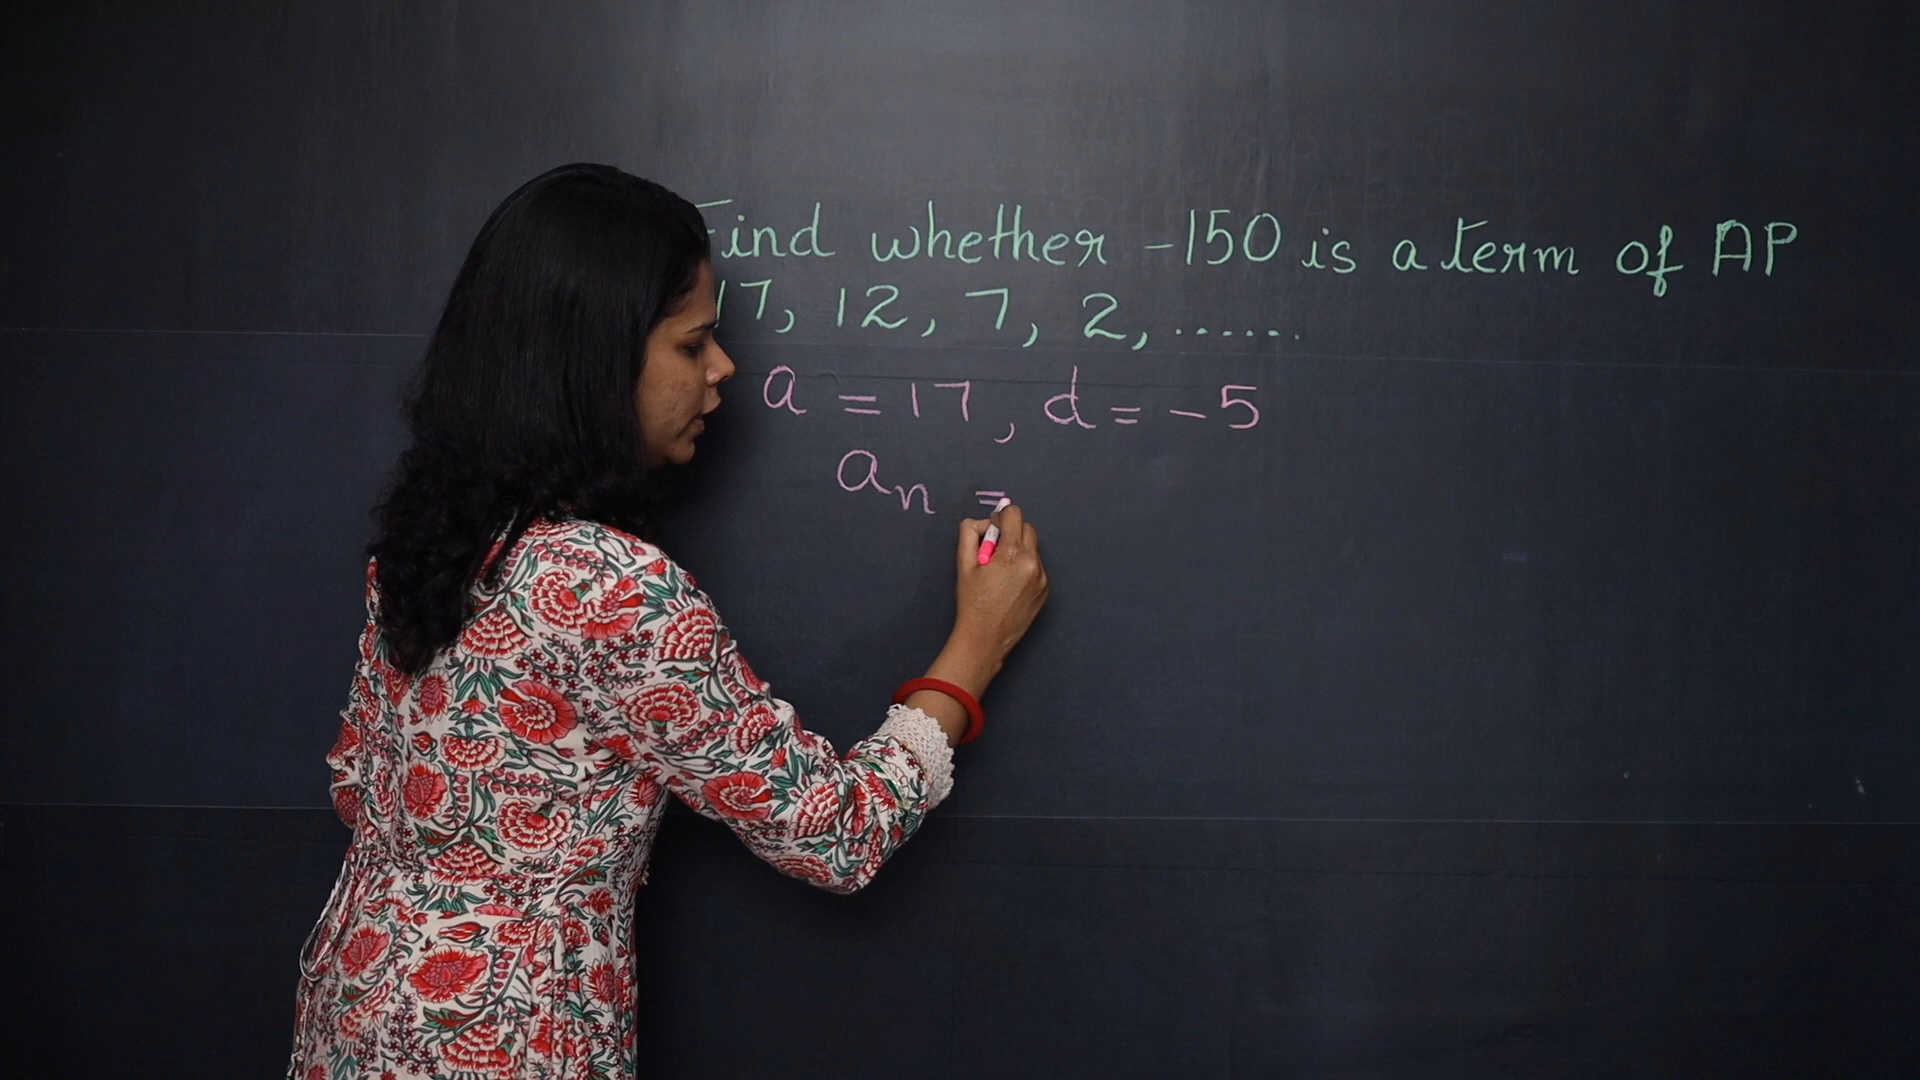 Find whether -150 is a term of AP
17, 12, 7, 2, ......
a = 17, d = -5
aₙ =